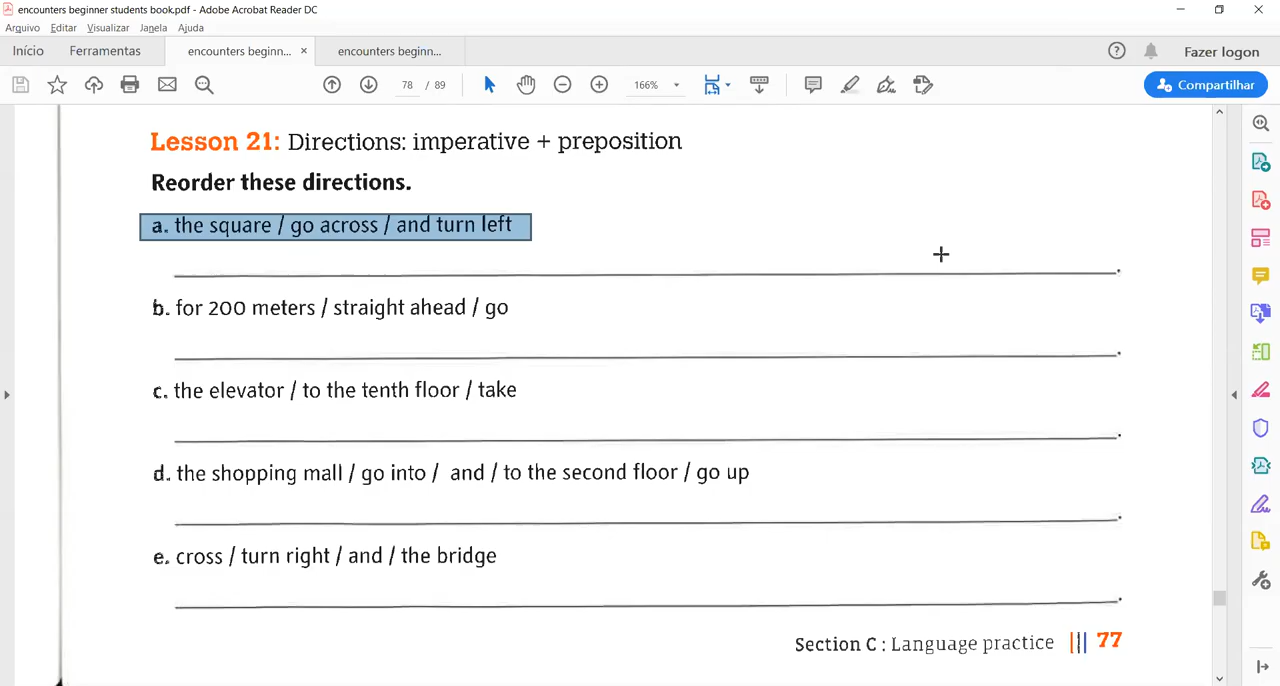 encounters beginner students book.pdf - Adobe Acrobat Reader DC
Arquivo Editar Visualizar Janela Ajuda
Início Ferramentas encounters beginn... × encounters beginn... Fazer logon
78 / 89 166% Compartilhar
Lesson 21: Directions: imperative + preposition
Reorder these directions.
a. the square / go across / and turn left
b. for 200 meters / straight ahead / go
c. the elevator / to the tenth floor / take
d. the shopping mall / go into / and / to the second floor / go up
e. cross / turn right / and / the bridge
Section C : Language practice 77